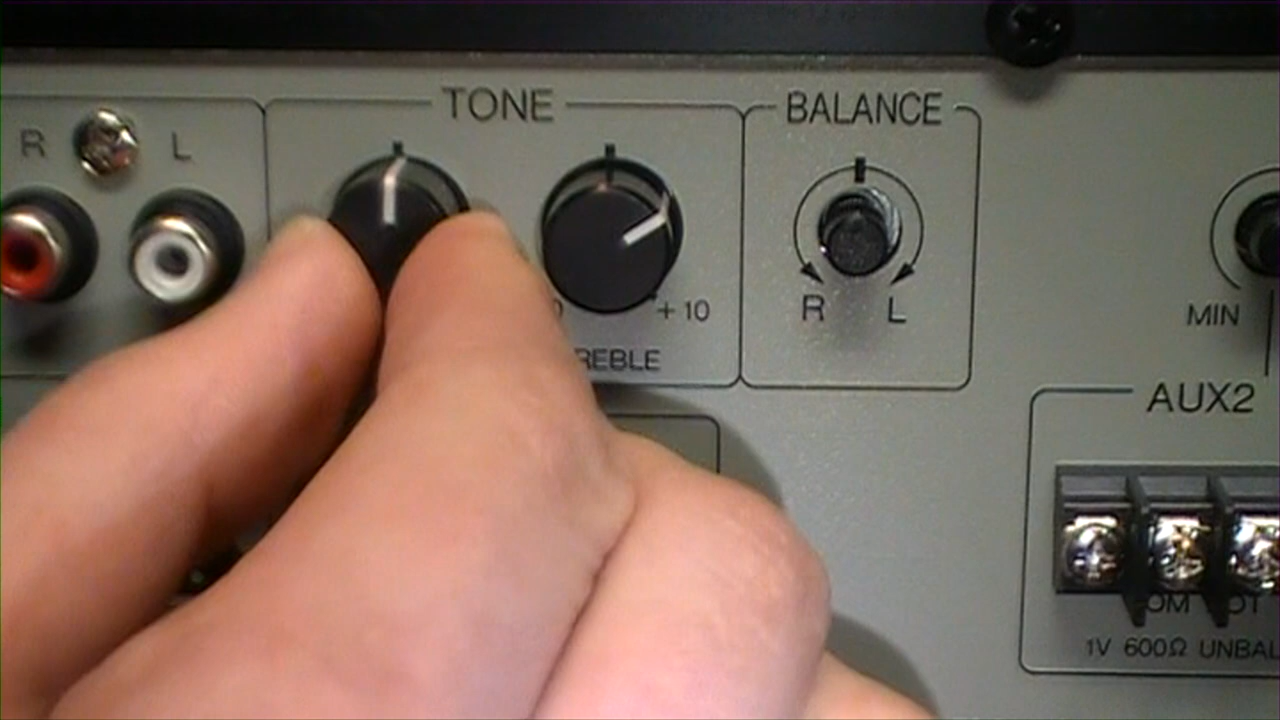 TONE
BALANCE
R L
+10
R L
REBLE
MIN
AUX2
OM OT
1V 600Ω UNBAL